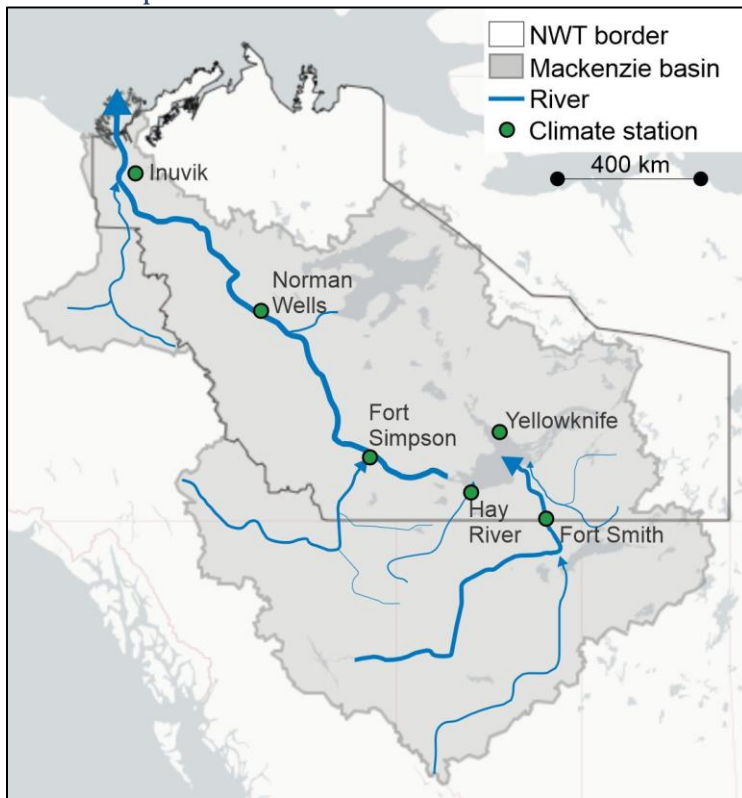 NWT border
Mackenzie basin
River
Climate station
400 km
Inuvik
Norman
Wells
Fort
Simpson
Yellowknife
Hay
River
Fort Smith